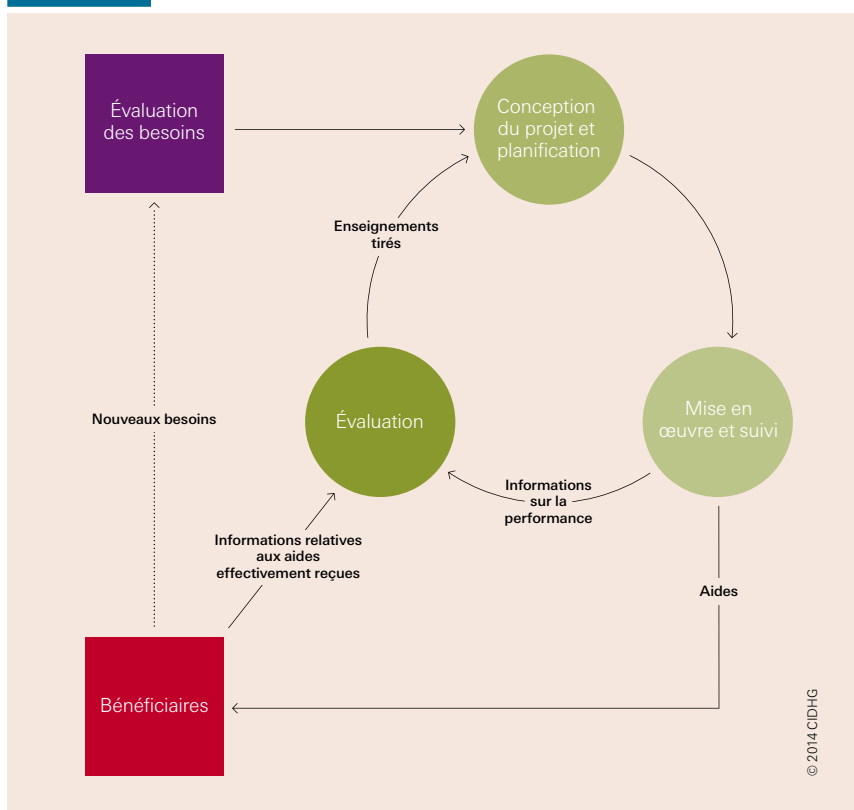 Évaluation
des besoins
Conception
du projet et
planification
Enseignements
tirés
Nouveaux besoins
Évaluation
Mise en
œuvre et suivi
Informations
sur la
performance
Informations relatives
aux aides
effectivement reçues
Aides
Bénéficiaires
© 2014 CIDHG